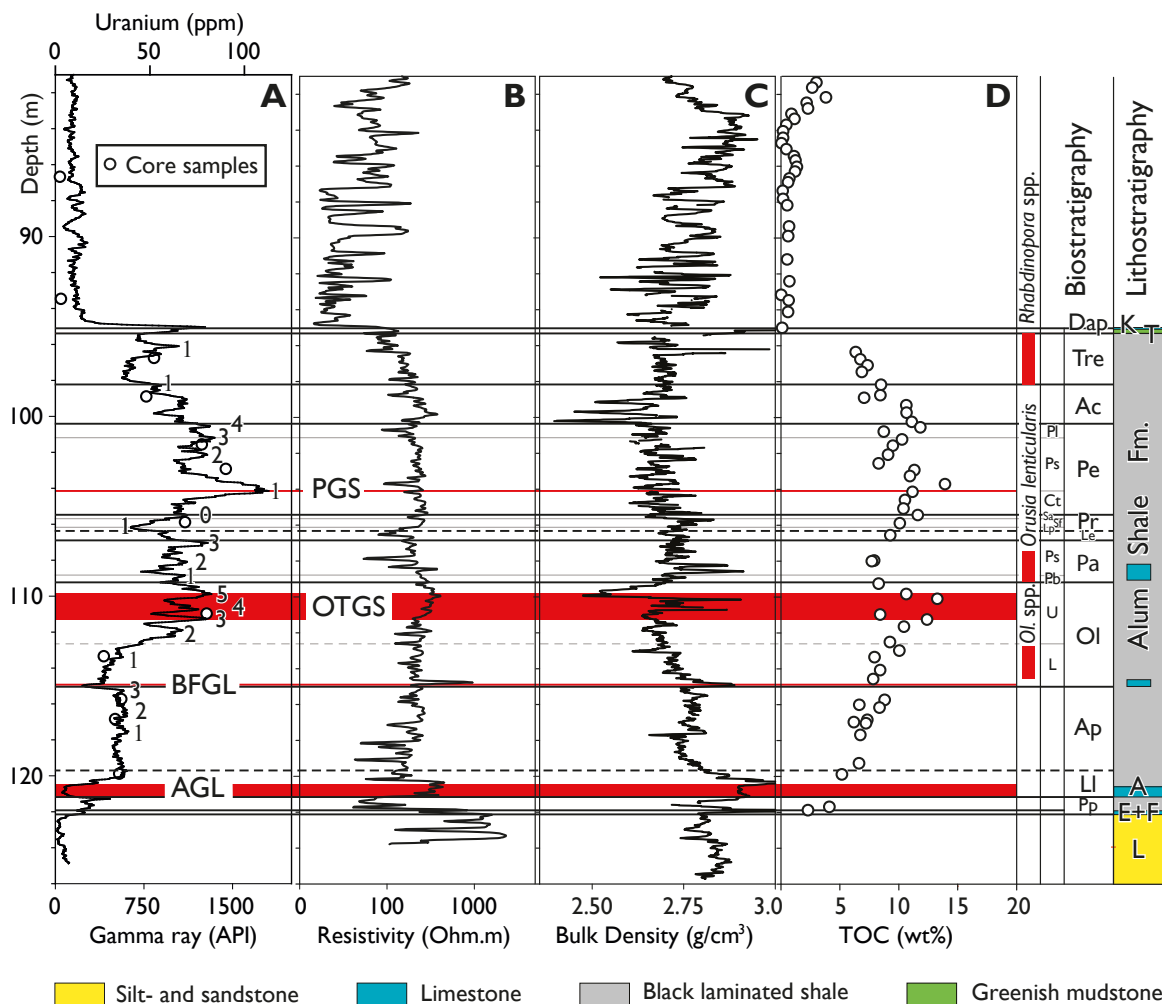 Uranium (ppm)
0 50 100
A B C D
Depth (m)
Core samples
90
100
110
120
1
1
4
3
2
1
0
1
3
2
1
5
4
3
2
1
3
2
1
PGS
OTGS
BFGL
AGL
Rhabdinopora spp.
Orusia lenticularis
Ol. spp.
Biostratigraphy
Lithostratigraphy
Pl
Ps
Ct
Sa
Sf
Lp
Le
Ps
Pb
U
L
Dap
Tre
Ac
Pe
Pr
Pa
Ol
Ap
Ll
Pp
K T
Alum Shale Fm.
A
E+F
L
0 750 1500
Gamma ray (API)
0 100 1000
Resistivity (Ohm.m)
2.50 2.75 3.0
Bulk Density (g/cm³)
5 10 15 20
TOC (wt%)
Silt- and sandstone
Limestone
Black laminated shale
Greenish mudstone